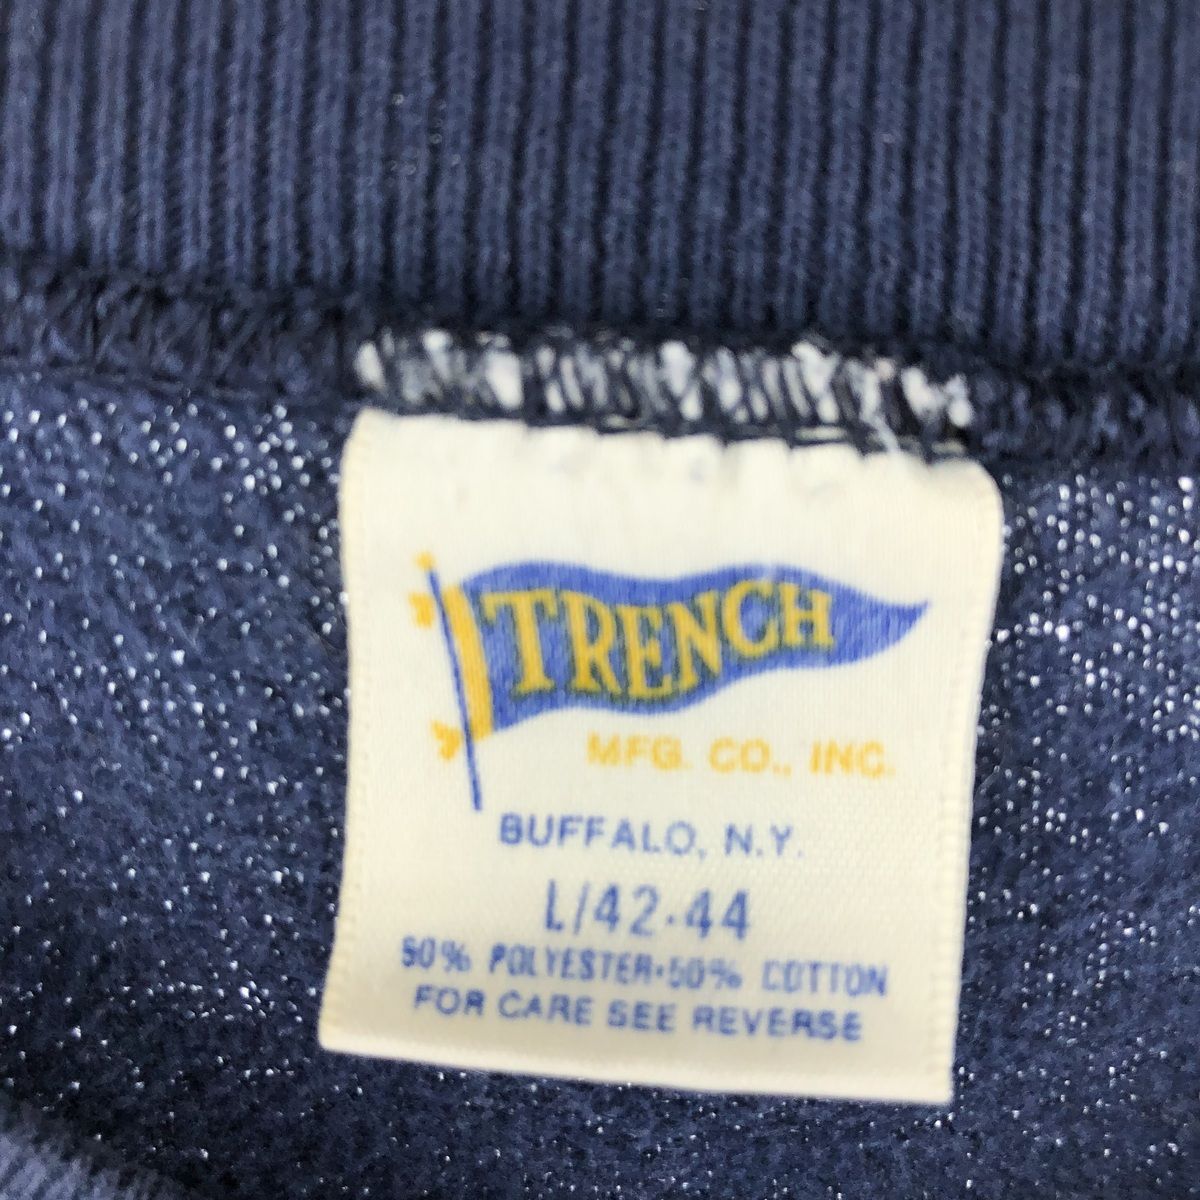 TRENCH
MFG. CO., INC.
BUFFALO, N.Y.
L/42-44
50% POLYESTER•50% COTTON
FOR CARE SEE REVERSE